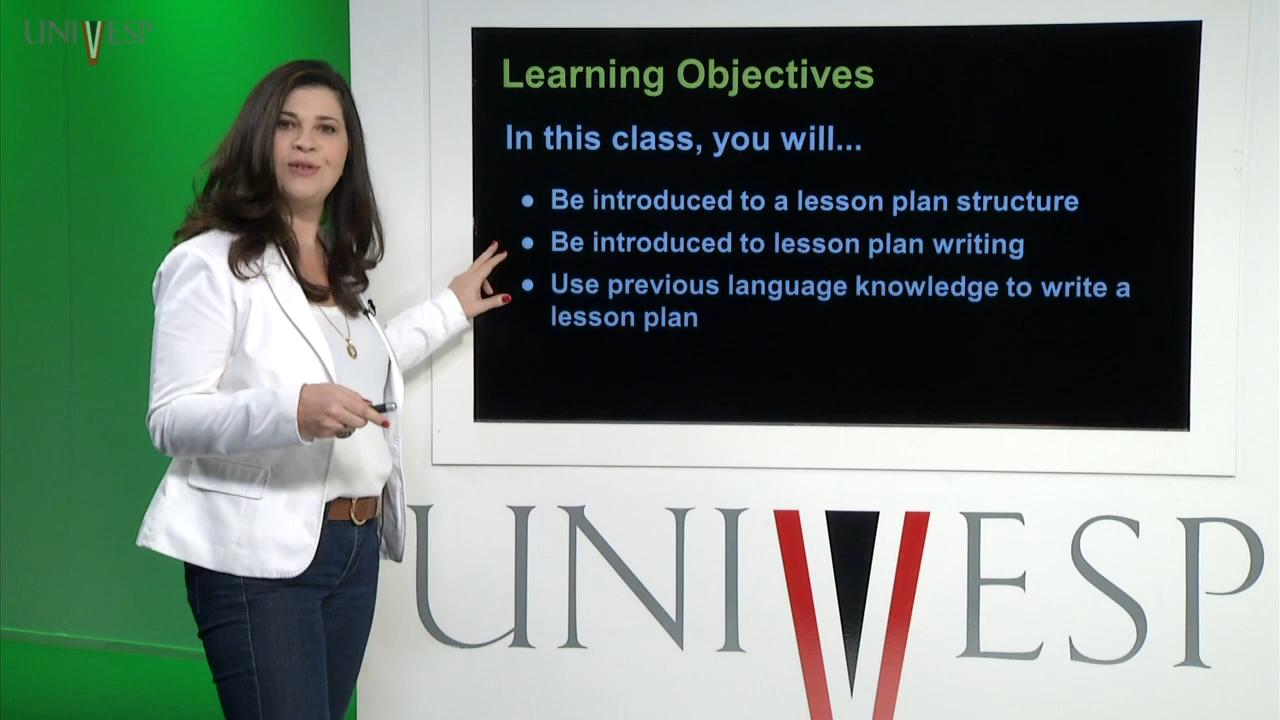 UNIVESP
Learning Objectives
In this class, you will...
● Be introduced to a lesson plan structure
● Be introduced to lesson plan writing
● Use previous language knowledge to write a
lesson plan
UNIVESP